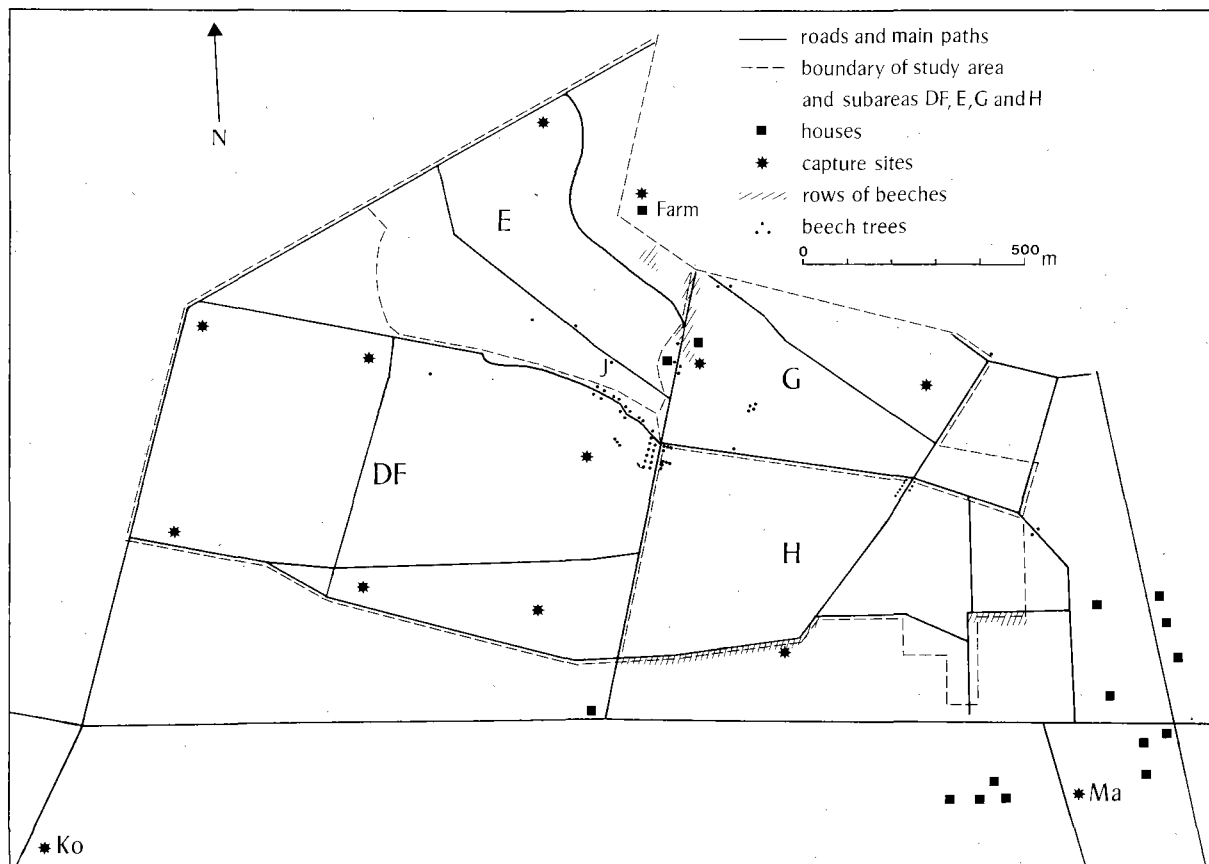 roads and main paths
boundary of study area
and subareas DF, E, G and H
houses
capture sites
rows of beeches
beech trees
0 500 m
N
E
Farm
J
G
DF
H
Ma
Ko